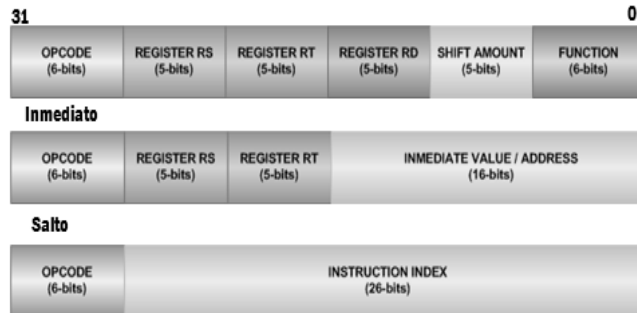 31 0
OPCODE REGISTER RS REGISTER RT REGISTER RD SHIFT AMOUNT FUNCTION
(6-bits) (5-bits) (5-bits) (5-bits) (5-bits) (6-bits)
Inmediato
OPCODE REGISTER RS REGISTER RT INMEDIATE VALUE / ADDRESS
(6-bits) (5-bits) (5-bits) (16-bits)
Salto
OPCODE INSTRUCTION INDEX
(6-bits) (26-bits)